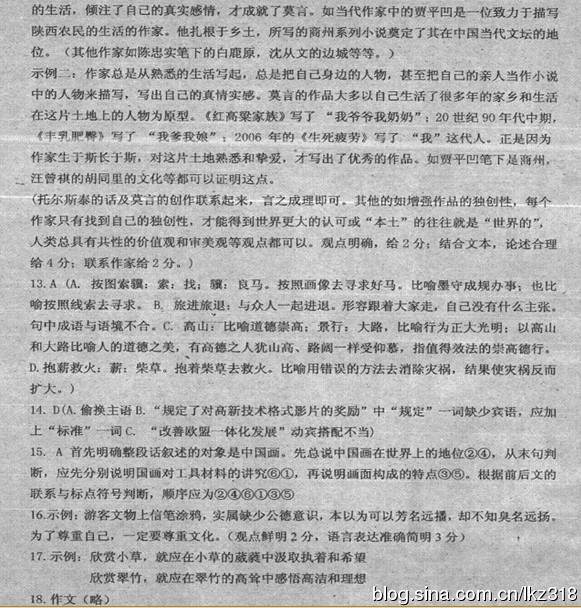 的生活，倾注了自己的真实感情，才成就了莫言。如当代作家中的贾平凹是一位致力于描写
陕西农民的生活的作家。他扎根于乡土，所写的商州系列小说奠定了其在中国当代文坛的地
位。（其他作家如陈忠实笔下的白鹿原，沈从文的边城等等。）
示例二：作家总是从熟悉的生活写起，总是把自己身边的人物，甚至把自己的亲人当作小说
中的人物来描写，写出自己的真情实感。莫言的作品大多以自己生活了很多年的家乡和生活
在这片土地上的人物为原型。《红高粱家族》写了“我爷爷我奶奶”；20 世纪 90 年代中期，
《丰乳肥臀》写了 “我爹我娘”；2006 年的《生死疲劳》写了 “我”这代人。正是因为
作家生于斯长于斯，对这片土地熟悉和挚爱，才写出了优秀的作品。如贾平凹笔下是商州，
汪曾祺的胡同里的文化等都可以证明这点。
(托尔斯泰的话及莫言的创作联系起来，言之成理即可。其他的如增强作品的独创性，每个
作家只有找到自己的独创性，才能得到世界更大的认可或“本土”的往往就是“世界的”，
人类总具有共性的价值观和审美观等观点都可以。观点明确，给 2 分；结合文本，论述合理
给 4 分；联系作家给 2 分。)
13. A (A. 按图索骥：索：找；骥：良马。按照画像去寻求好马。比喻墨守成规办事；也比
喻按照线索去寻求。 B. 旅进旅退：与众人一起进退。形容跟着大家走，自己没有什么主张。
句中成语与语境不合。C. 高山：比喻道德崇高；景行：大路，比喻行为正大光明；以高山
和大路比喻人的道德之美，有高德之人犹山高、路阔一样受仰慕，指值得效法的崇高德行。
D. 抱薪救火：薪：柴草。抱着柴草去救火。比喻用错误的方法去消除灾祸，结果使灾祸反而
扩大。)
14. D(A. 偷换主语 B. “规定了对高新技术格式影片的奖励”中“规定”一词缺少宾语，应加
上“标准”一词 C. “改善欧盟一体化发展”动宾搭配不当)
15. A 首先明确整段话叙述的对象是中国画。先总说中国画在世界上的地位②④，从末句判
断，应先分别说明国画对工具材料的讲究⑥①，再说明画面构成的特点③⑤。根据前后文的
联系与标点符号判断，顺序应为②④⑥①③⑤
16. 示例：游客文物上信笔涂鸦，实属缺少公德意识，本以为可以芳名远播，却不知臭名远扬。
为了尊重自己，一定要尊重文化。(观点鲜明 2 分，语言表达准确简明 3 分)
17. 示例：欣赏小草，就应在小草的葳蕤中汲取执着和希望
欣赏翠竹，就应在翠竹的高耸中感悟高洁和理想
18. 作文（略）
blog.sina.com.cn/lkz318